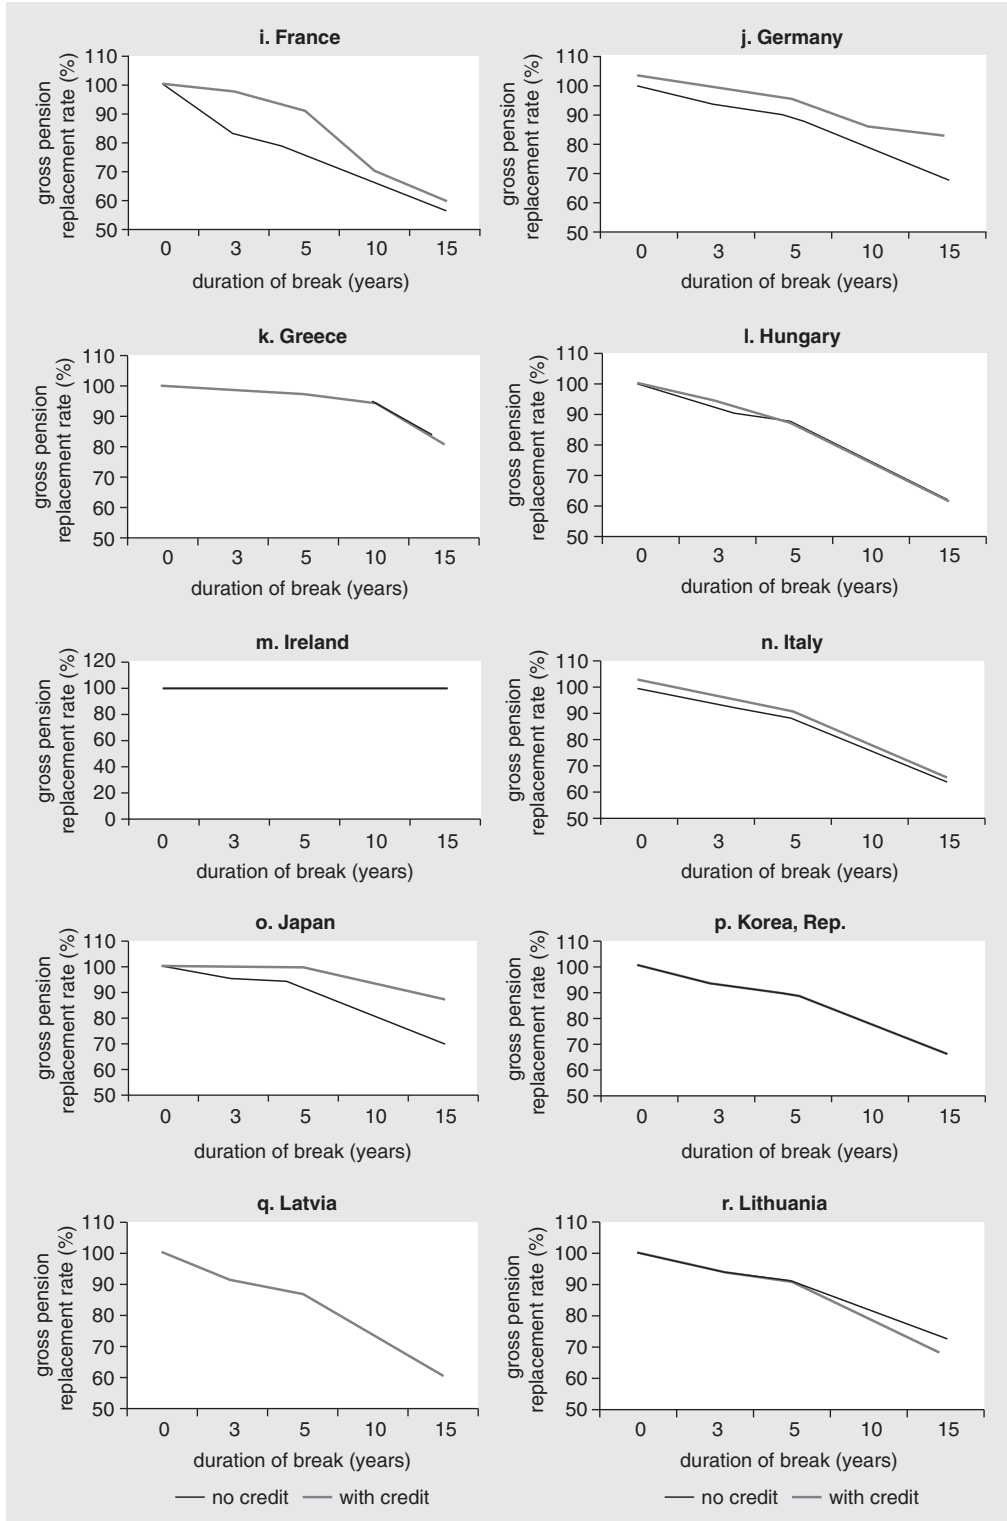 i. France
gross pension
replacement rate (%)
110
100
90
80
70
60
50
0 3 5 10 15
duration of break (years)
j. Germany
gross pension
replacement rate (%)
110
100
90
80
70
60
50
0 3 5 10 15
duration of break (years)
k. Greece
gross pension
replacement rate (%)
110
100
90
80
70
60
50
0 3 5 10 15
duration of break (years)
l. Hungary
gross pension
replacement rate (%)
110
100
90
80
70
60
50
0 3 5 10 15
duration of break (years)
m. Ireland
gross pension
replacement rate (%)
120
100
80
60
40
20
0
0 3 5 10 15
duration of break (years)
n. Italy
gross pension
replacement rate (%)
110
100
90
80
70
60
50
0 3 5 10 15
duration of break (years)
o. Japan
gross pension
replacement rate (%)
110
100
90
80
70
60
50
0 3 5 10 15
duration of break (years)
p. Korea, Rep.
gross pension
replacement rate (%)
110
100
90
80
70
60
50
0 3 5 10 15
duration of break (years)
q. Latvia
gross pension
replacement rate (%)
110
100
90
80
70
60
50
0 3 5 10 15
duration of break (years)
no credit with credit
r. Lithuania
gross pension
replacement rate (%)
110
100
90
80
70
60
50
0 3 5 10 15
duration of break (years)
no credit with credit